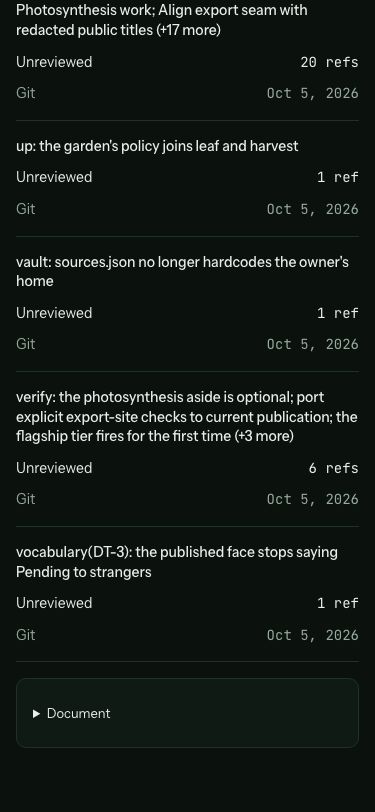 Photosynthesis work; Align export seam with
redacted public titles (+17 more)
Unreviewed 20 refs
Git Oct 5, 2026
up: the garden's policy joins leaf and harvest
Unreviewed 1 ref
Git Oct 5, 2026
vault: sources.json no longer hardcodes the owner's
home
Unreviewed 1 ref
Git Oct 5, 2026
verify: the photosynthesis aside is optional; port
explicit export-site checks to current publication; the
flagship tier fires for the first time (+3 more)
Unreviewed 6 refs
Git Oct 5, 2026
vocabulary(DT-3): the published face stops saying
Pending to strangers
Unreviewed 1 ref
Git Oct 5, 2026
Document